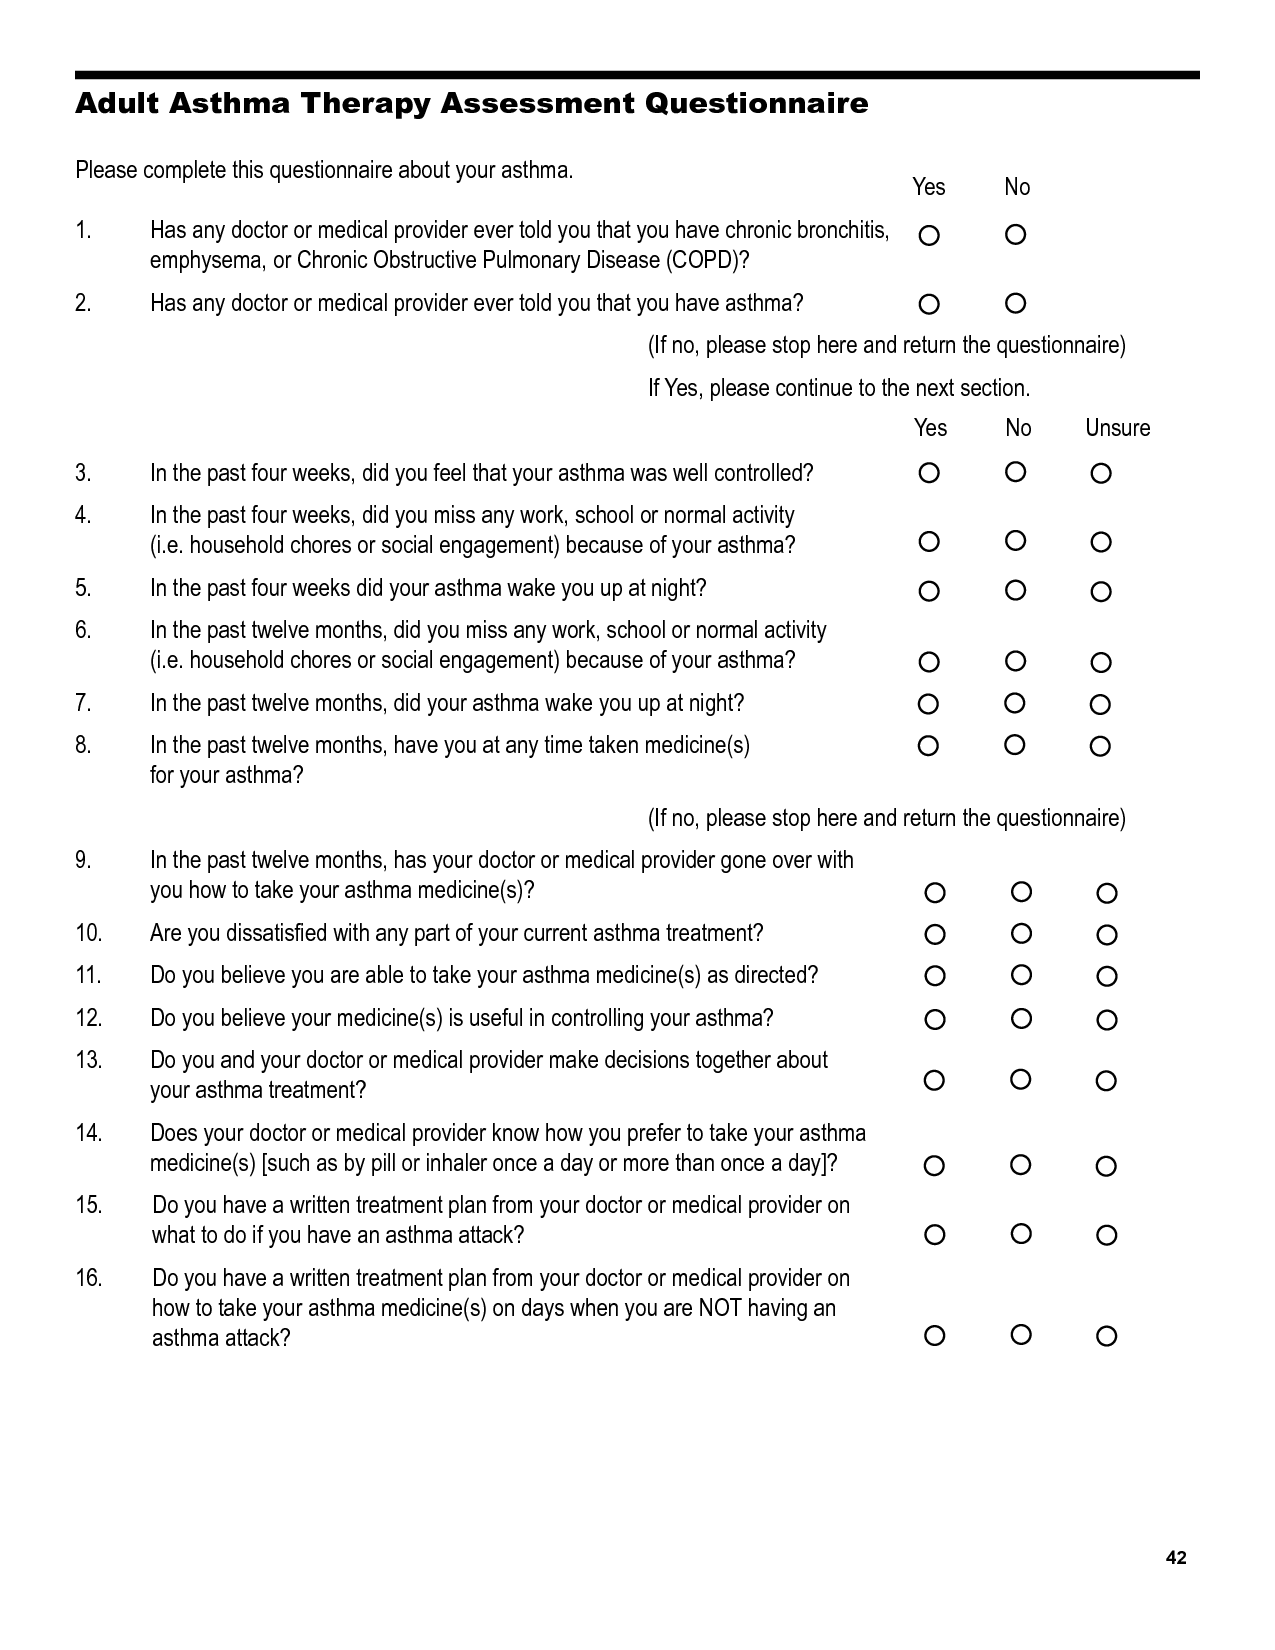 Adult Asthma Therapy Assessment Questionnaire
Please complete this questionnaire about your asthma.
Yes No
1. Has any doctor or medical provider ever told you that you have chronic bronchitis,
emphysema, or Chronic Obstructive Pulmonary Disease (COPD)?
2. Has any doctor or medical provider ever told you that you have asthma?
(If no, please stop here and return the questionnaire)
If Yes, please continue to the next section.
Yes No Unsure
3. In the past four weeks, did you feel that your asthma was well controlled?
4. In the past four weeks, did you miss any work, school or normal activity
(i.e. household chores or social engagement) because of your asthma?
5. In the past four weeks did your asthma wake you up at night?
6. In the past twelve months, did you miss any work, school or normal activity
(i.e. household chores or social engagement) because of your asthma?
7. In the past twelve months, did your asthma wake you up at night?
8. In the past twelve months, have you at any time taken medicine(s)
for your asthma?
(If no, please stop here and return the questionnaire)
9. In the past twelve months, has your doctor or medical provider gone over with
you how to take your asthma medicine(s)?
10. Are you dissatisfied with any part of your current asthma treatment?
11. Do you believe you are able to take your asthma medicine(s) as directed?
12. Do you believe your medicine(s) is useful in controlling your asthma?
13. Do you and your doctor or medical provider make decisions together about
your asthma treatment?
14. Does your doctor or medical provider know how you prefer to take your asthma
medicine(s) [such as by pill or inhaler once a day or more than once a day]?
15. Do you have a written treatment plan from your doctor or medical provider on
what to do if you have an asthma attack?
16. Do you have a written treatment plan from your doctor or medical provider on
how to take your asthma medicine(s) on days when you are NOT having an
asthma attack?
42